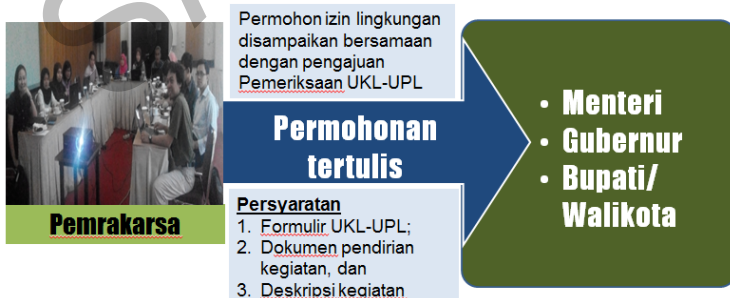 Permohon izin lingkungan
disampaikan bersamaan
dengan pengajuan
Pemeriksaan UKL-UPL
Permohonan
tertulis
Pemrakarsa
Persyaratan
1. Formulir UKL-UPL;
2. Dokumen pendirian
kegiatan, dan
3. Deskripsi kegiatan
• Menteri
• Gubernur
• Bupati/
Walikota